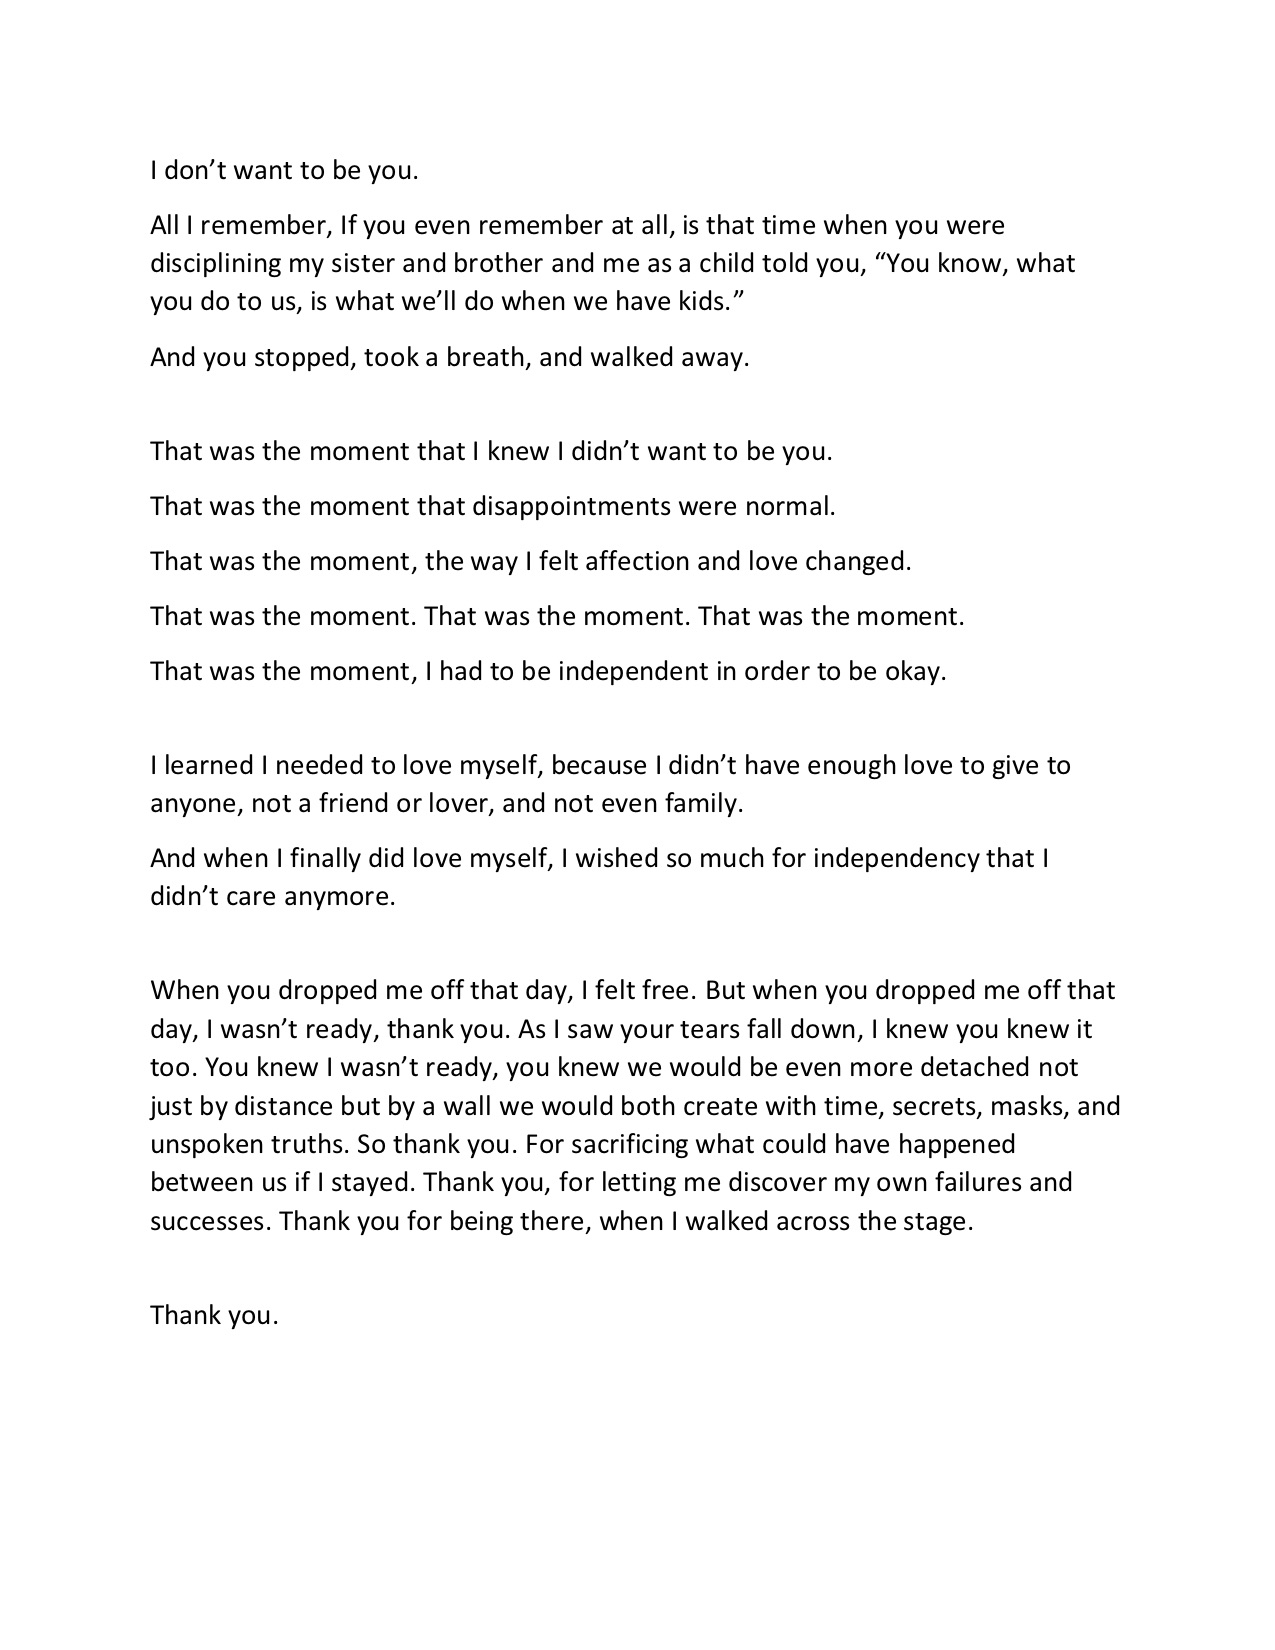 I don’t want to be you.
All I remember, If you even remember at all, is that time when you were
disciplining my sister and brother and me as a child told you, “You know, what
you do to us, is what we’ll do when we have kids.”
And you stopped, took a breath, and walked away.
That was the moment that I knew I didn’t want to be you.
That was the moment that disappointments were normal.
That was the moment, the way I felt affection and love changed.
That was the moment. That was the moment. That was the moment.
That was the moment, I had to be independent in order to be okay.
I learned I needed to love myself, because I didn’t have enough love to give to
anyone, not a friend or lover, and not even family.
And when I finally did love myself, I wished so much for independency that I
didn’t care anymore.
When you dropped me off that day, I felt free. But when you dropped me off that
day, I wasn’t ready, thank you. As I saw your tears fall down, I knew you knew it
too. You knew I wasn’t ready, you knew we would be even more detached not
just by distance but by a wall we would both create with time, secrets, masks, and
unspoken truths. So thank you. For sacrificing what could have happened
between us if I stayed. Thank you, for letting me discover my own failures and
successes. Thank you for being there, when I walked across the stage.
Thank you.